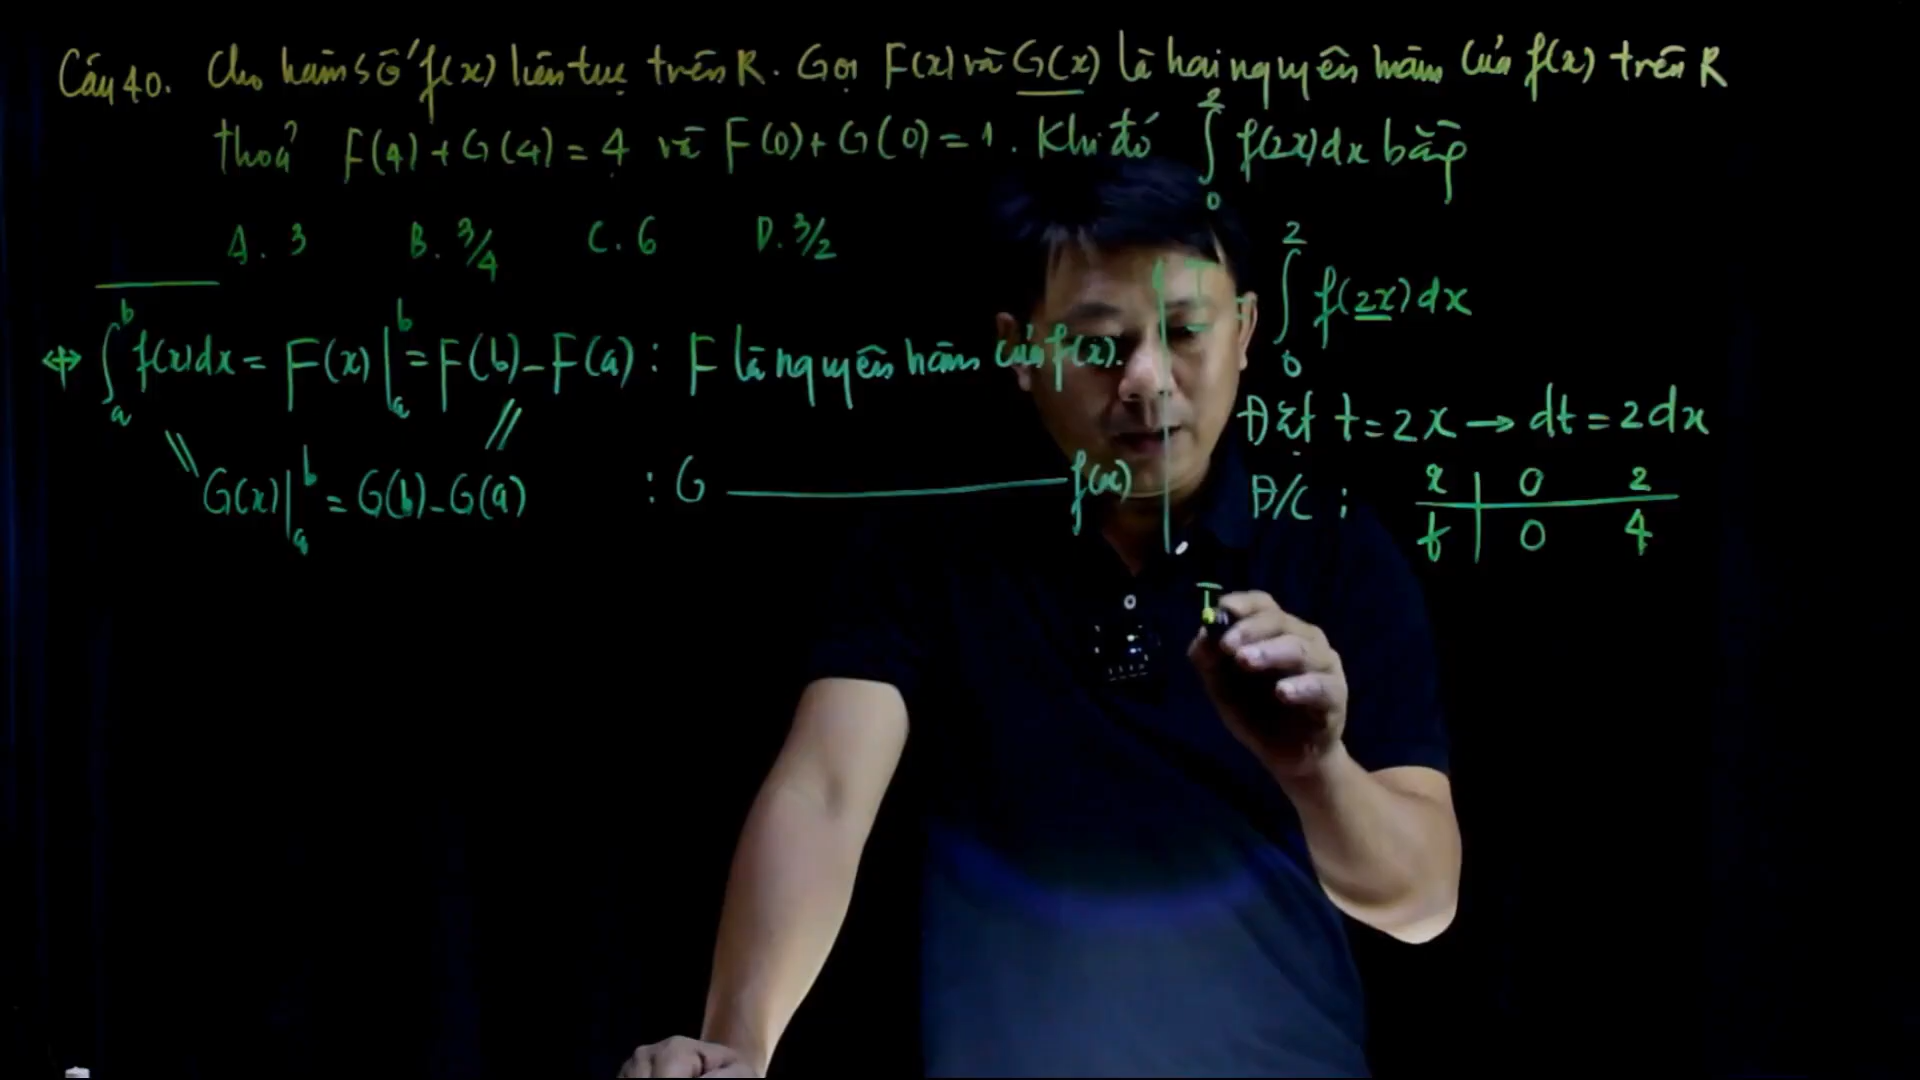 Câu 40. Cho hàm số f(x) liên tục trên R. Gọi F(x) và G(x) là hai nguyên hàm của f(x) trên R
thoả F(4) + G(4) = 4 và F(0) + G(0) = 1. Khi đó ∫₀² f(2x)dx bằng
A. 3 B. 3/4 C. 6 D. 3/2
∫ₐᵇ f(x)dx = F(x)|ₐᵇ = F(b) - F(a) : F là nguyên hàm của f(x).
G(x)|ₐᵇ = G(b) - G(a) : G ——— f(x)
I = ∫₀² f(2x)dx
Đặt t = 2x → dt = 2dx
Đ/C : x | 0 2
t | 0 4
I